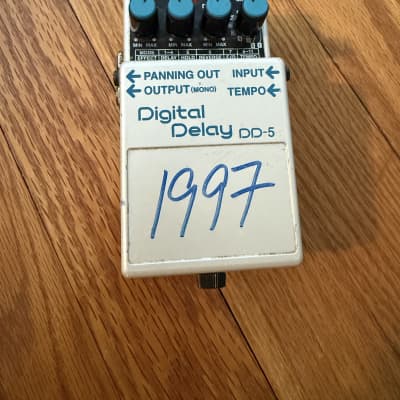 MIN MAX MIN MAX MIN MAX
← PANNING OUT INPUT ←
← OUTPUT (MONO) TEMPO ←
Digital
Delay DD-5
1997